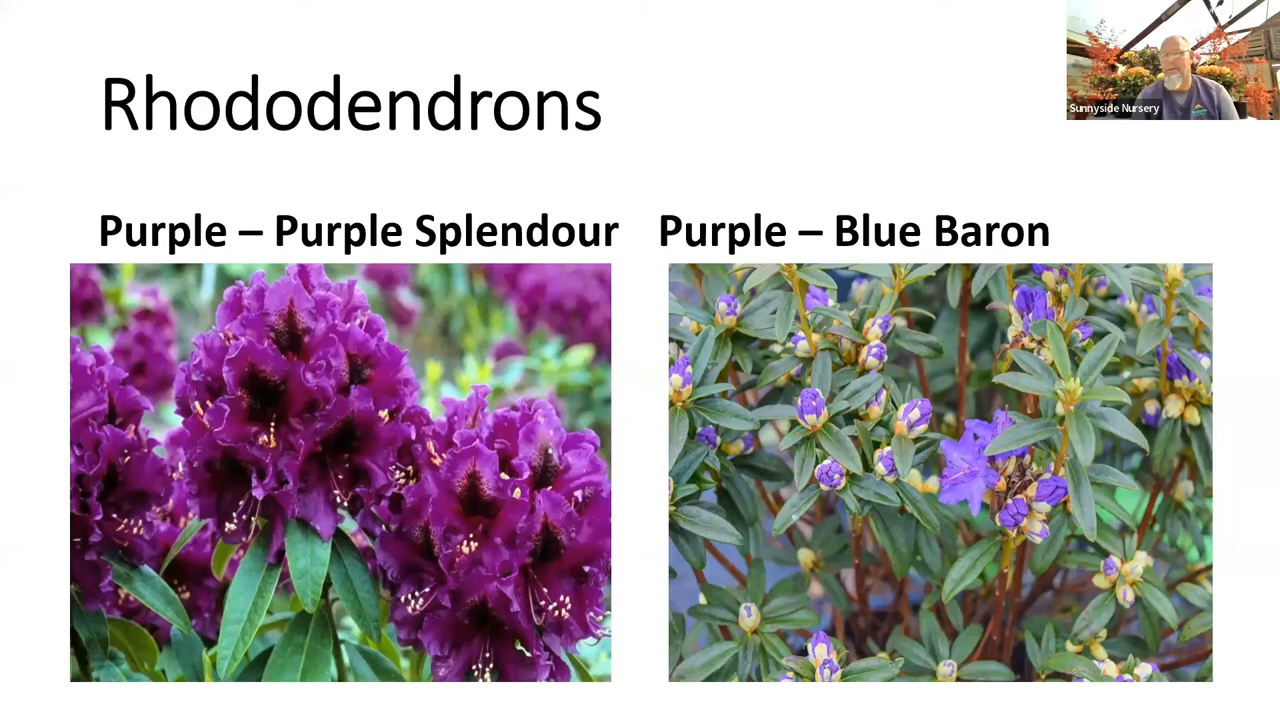 Rhododendrons
Sunnyside Nursery
Purple – Purple Splendour
Purple – Blue Baron